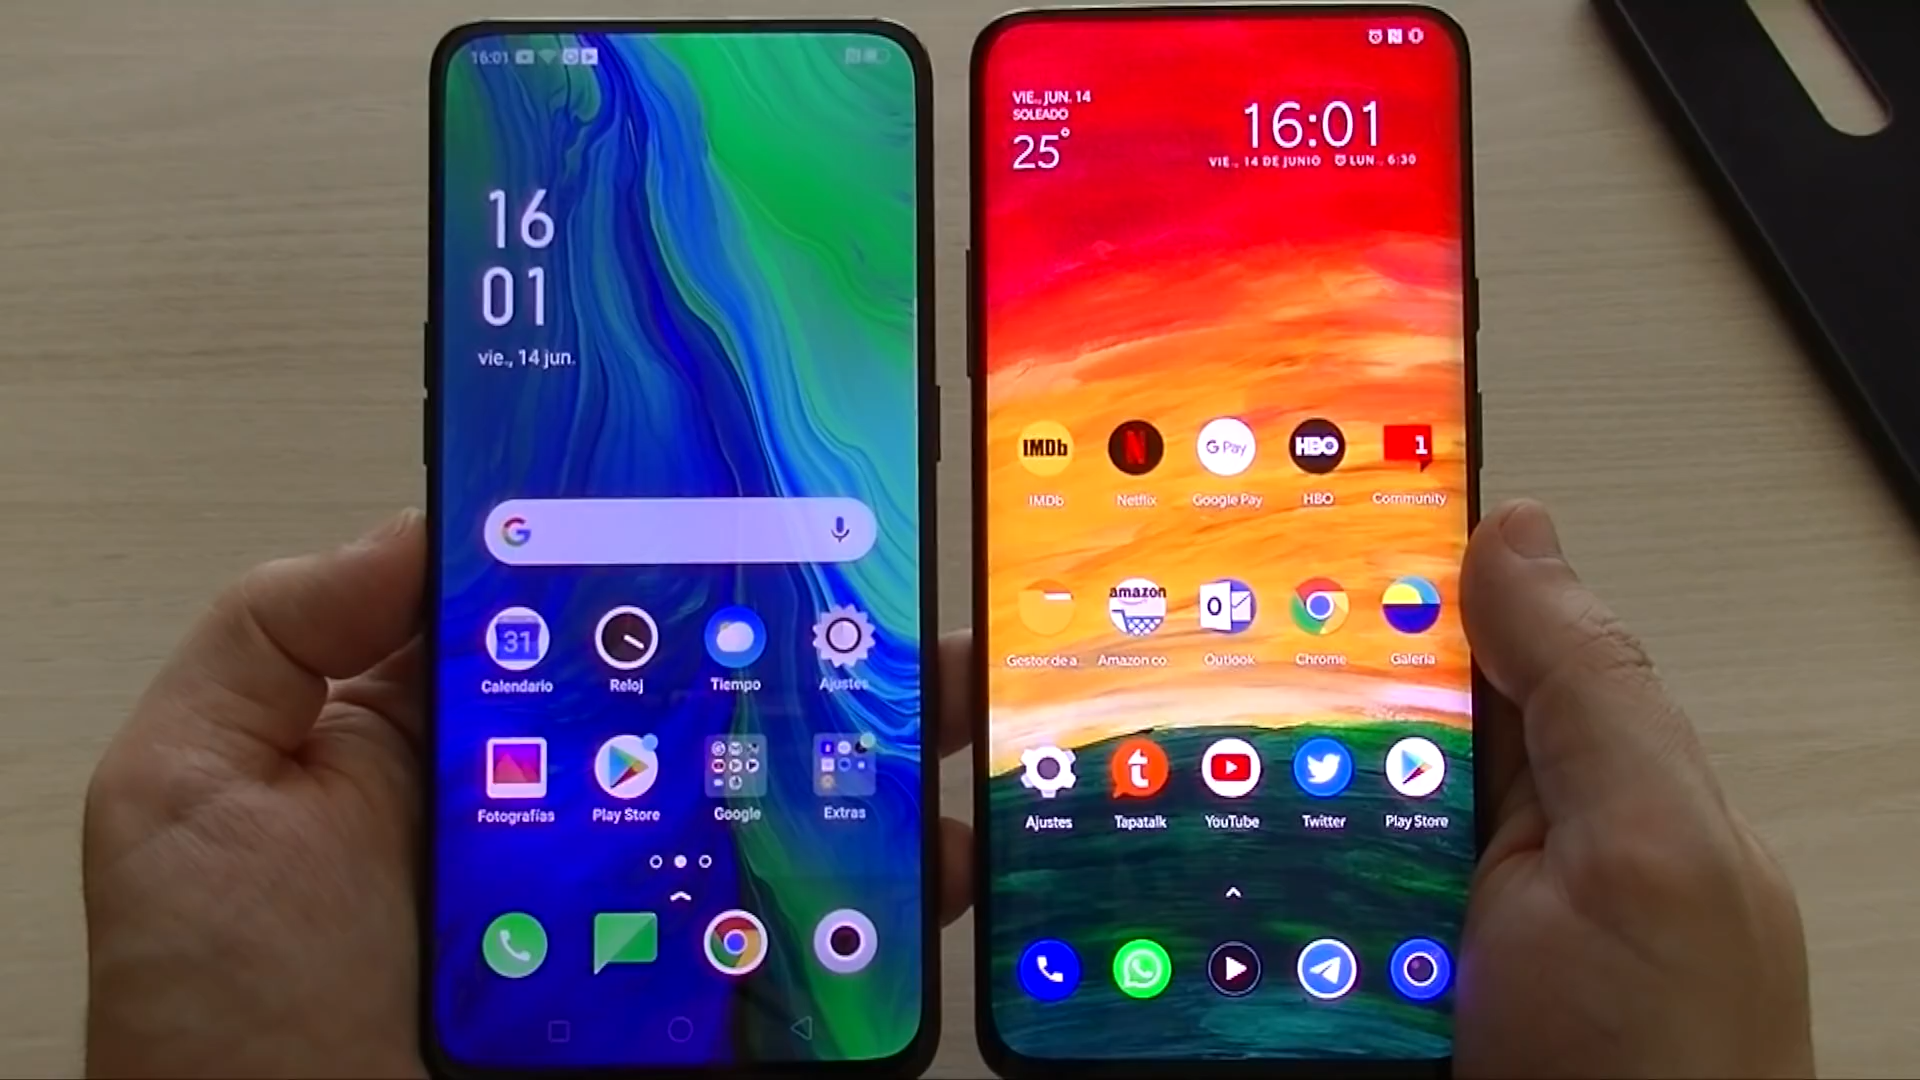 16:01
16
01
vie., 14 jun.
G
31
Calendario
Reloj
Tiempo
Ajustes
Fotografías
Play Store
Google
Extras
VIE., JUN. 14
SOLEADO
25°
16:01
VIE., 14 DE JUNIO LUN., 6:30
IMDb
N
G Pay
HBO
1
IMDb
Netflix
Google Pay
HBO
Community
amazon
O
Gestor de a...
Amazon co...
Outlook
Chrome
Galería
t
Ajustes
Tapatalk
YouTube
Twitter
Play Store